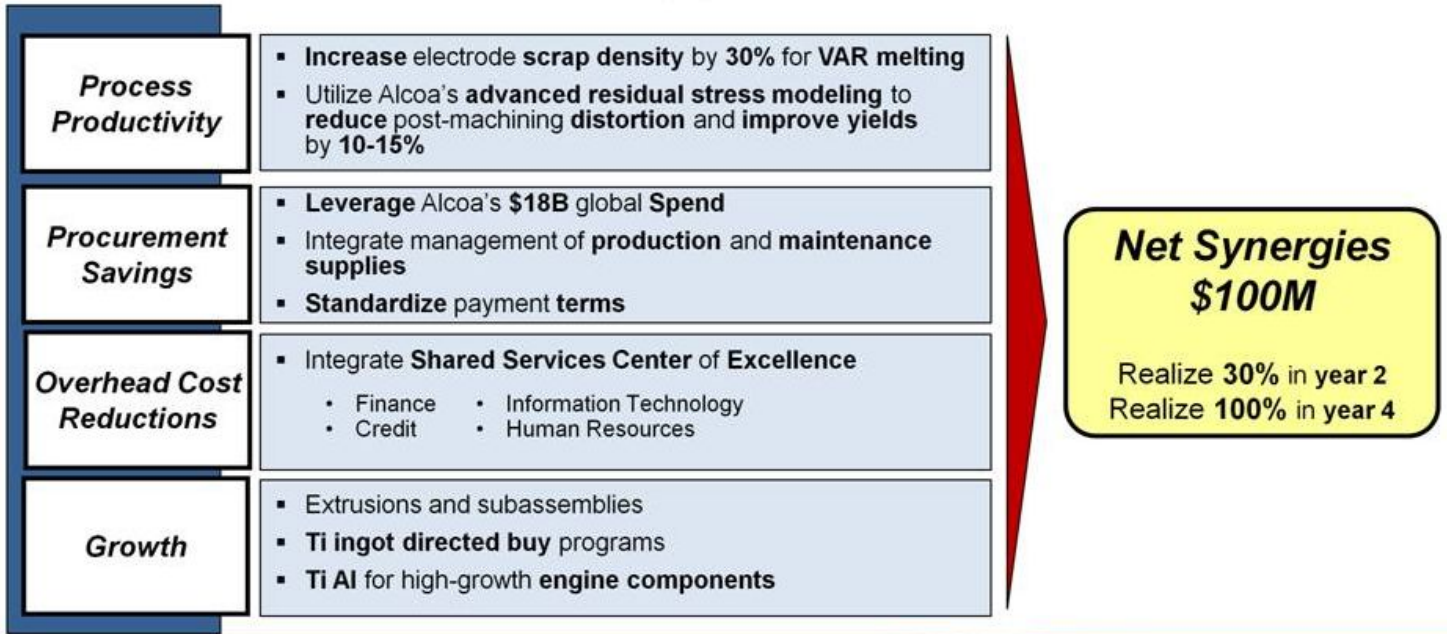 Process
Productivity
▪ Increase electrode scrap density by 30% for VAR melting
▪ Utilize Alcoa's advanced residual stress modeling to
reduce post-machining distortion and improve yields
by 10-15%
Procurement
Savings
▪ Leverage Alcoa's $18B global Spend
▪ Integrate management of production and maintenance
supplies
▪ Standardize payment terms
Overhead Cost
Reductions
▪ Integrate Shared Services Center of Excellence
• Finance • Information Technology
• Credit • Human Resources
Growth
▪ Extrusions and subassemblies
▪ Ti ingot directed buy programs
▪ Ti Al for high-growth engine components
Net Synergies
$100M
Realize 30% in year 2
Realize 100% in year 4